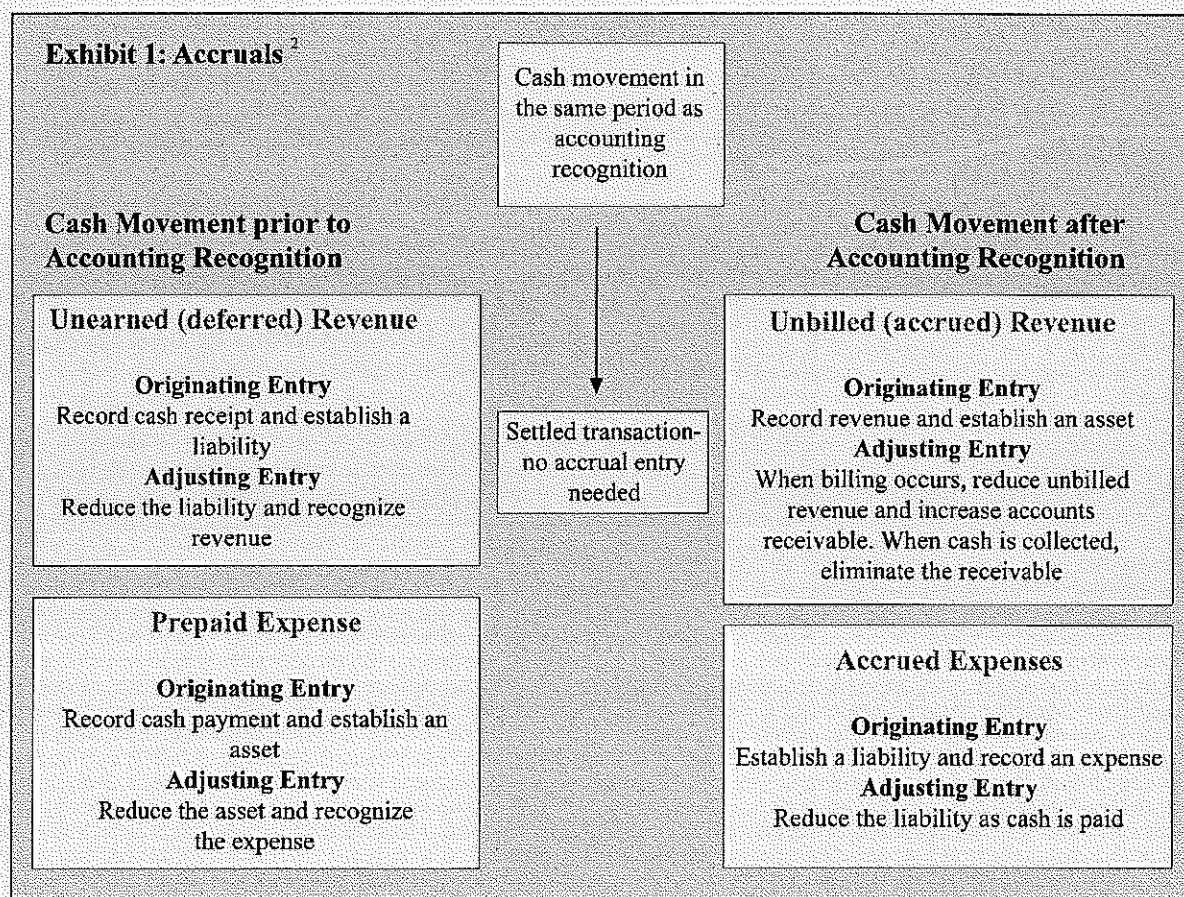 Exhibit 1: Accruals 2
Cash movement in
the same period as
accounting
recognition
Cash Movement prior to
Accounting Recognition
Cash Movement after
Accounting Recognition
Unearned (deferred) Revenue
Originating Entry
Record cash receipt and establish a
liability
Adjusting Entry
Reduce the liability and recognize
revenue
Settled transaction-
no accrual entry
needed
Unbilled (accrued) Revenue
Originating Entry
Record revenue and establish an asset
Adjusting Entry
When billing occurs, reduce unbilled
revenue and increase accounts
receivable. When cash is collected,
eliminate the receivable
Prepaid Expense
Originating Entry
Record cash payment and establish an
asset
Adjusting Entry
Reduce the asset and recognize
the expense
Accrued Expenses
Originating Entry
Establish a liability and record an expense
Adjusting Entry
Reduce the liability as cash is paid